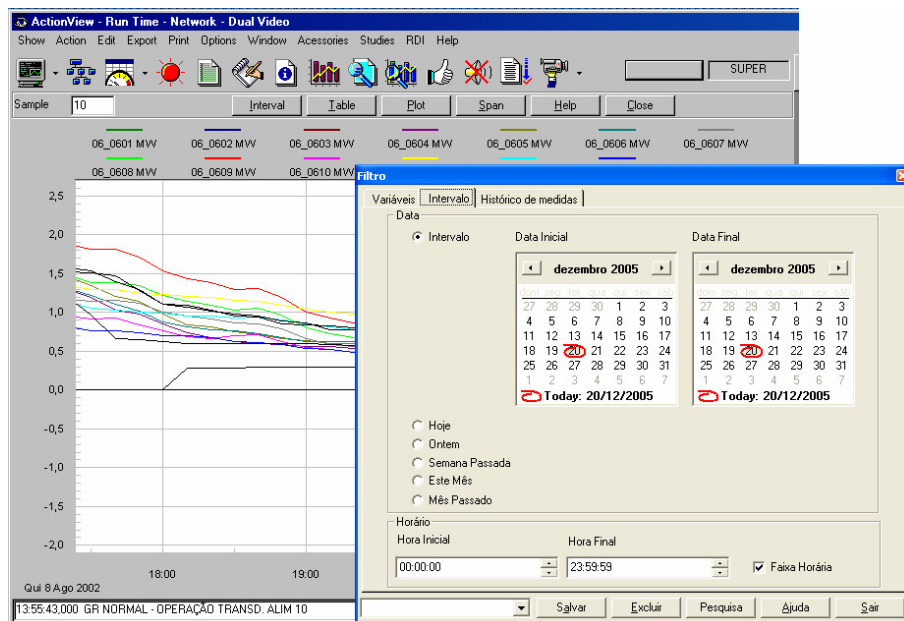 ActionView - Run Time - Network - Dual Video
Show Action Edit Export Print Options Window Acessories Studies RDI Help
SUPER
Sample 10 Interval Table Plot Span Help Close
06_0601 MW 06_0602 MW 06_0603 MW 06_0604 MW 06_0605 MW 06_0606 MW 06_0607 MW
06_0608 MW 06_0609 MW 06_0610 MW
2,5
2,0
1,5
1,0
0,5
0,0
-0,5
-1,0
-1,5
-2,0
18:00 19:00
Qui 8 Ago 2002
13:55:43,000 GR NORMAL - OPERAÇÃO TRANSD. ALIM 10
Filtro
Variáveis Intervalo Histórico de medidas
Data
Intervalo Data Inicial Data Final
dezembro 2005 dezembro 2005
dom seg ter qua qui sex sáb dom seg ter qua qui sex sáb
27 28 29 30 1 2 3 27 28 29 30 1 2 3
4 5 6 7 8 9 10 4 5 6 7 8 9 10
11 12 13 14 15 16 17 11 12 13 14 15 16 17
18 19 20 21 22 23 24 18 19 20 21 22 23 24
25 26 27 28 29 30 31 25 26 27 28 29 30 31
1 2 3 4 5 6 7 1 2 3 4 5 6 7
Today: 20/12/2005 Today: 20/12/2005
Hoje
Ontem
Semana Passada
Este Mês
Mês Passado
Horário
Hora Inicial Hora Final
00:00:00 23:59:59 Faixa Horária
Salvar Excluir Pesquisa Ajuda Sair